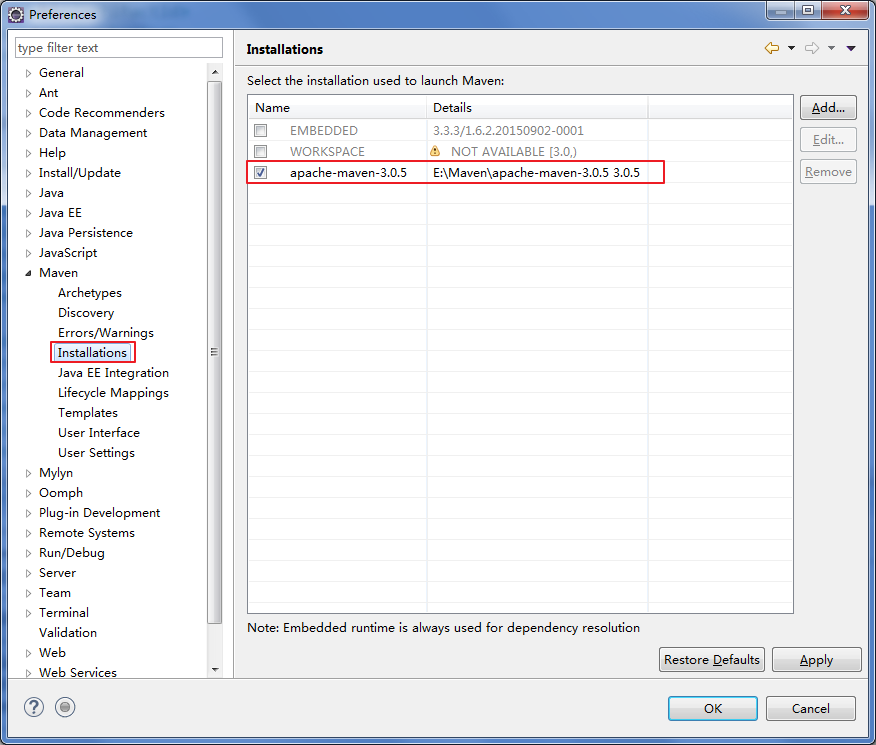 Preferences
type filter text
General
Ant
Code Recommenders
Data Management
Help
Install/Update
Java
Java EE
Java Persistence
JavaScript
Maven
Archetypes
Discovery
Errors/Warnings
Installations
Java EE Integration
Lifecycle Mappings
Templates
User Interface
User Settings
Mylyn
Oomph
Plug-in Development
Remote Systems
Run/Debug
Server
Team
Terminal
Validation
Web
Web Services
Installations
Select the installation used to launch Maven:
Name Details
EMBEDDED 3.3.3/1.6.2.20150902-0001
WORKSPACE NOT AVAILABLE [3.0,)
apache-maven-3.0.5 E:\Maven\apache-maven-3.0.5 3.0.5
Add...
Edit...
Remove
Note: Embedded runtime is always used for dependency resolution
Restore Defaults Apply
OK Cancel